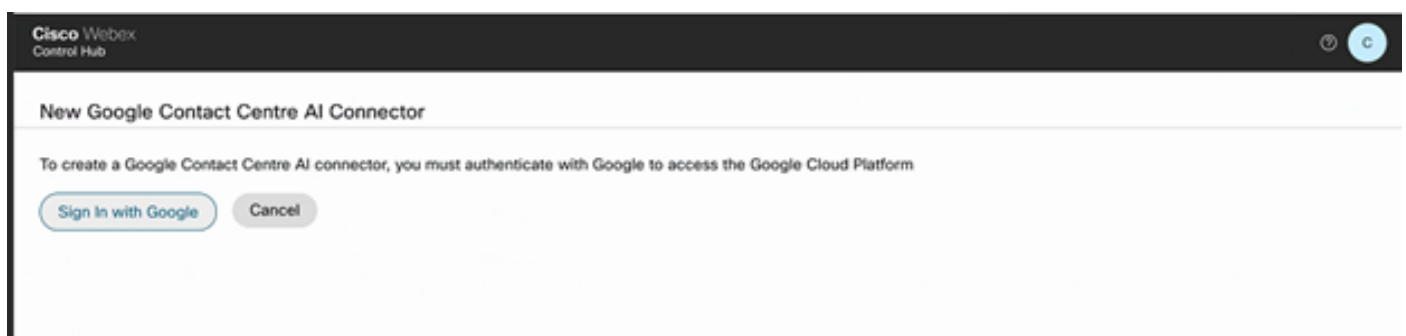 Cisco Webex
Control Hub
C
New Google Contact Centre AI Connector
To create a Google Contact Centre AI connector, you must authenticate with Google to access the Google Cloud Platform
Sign In with Google
Cancel